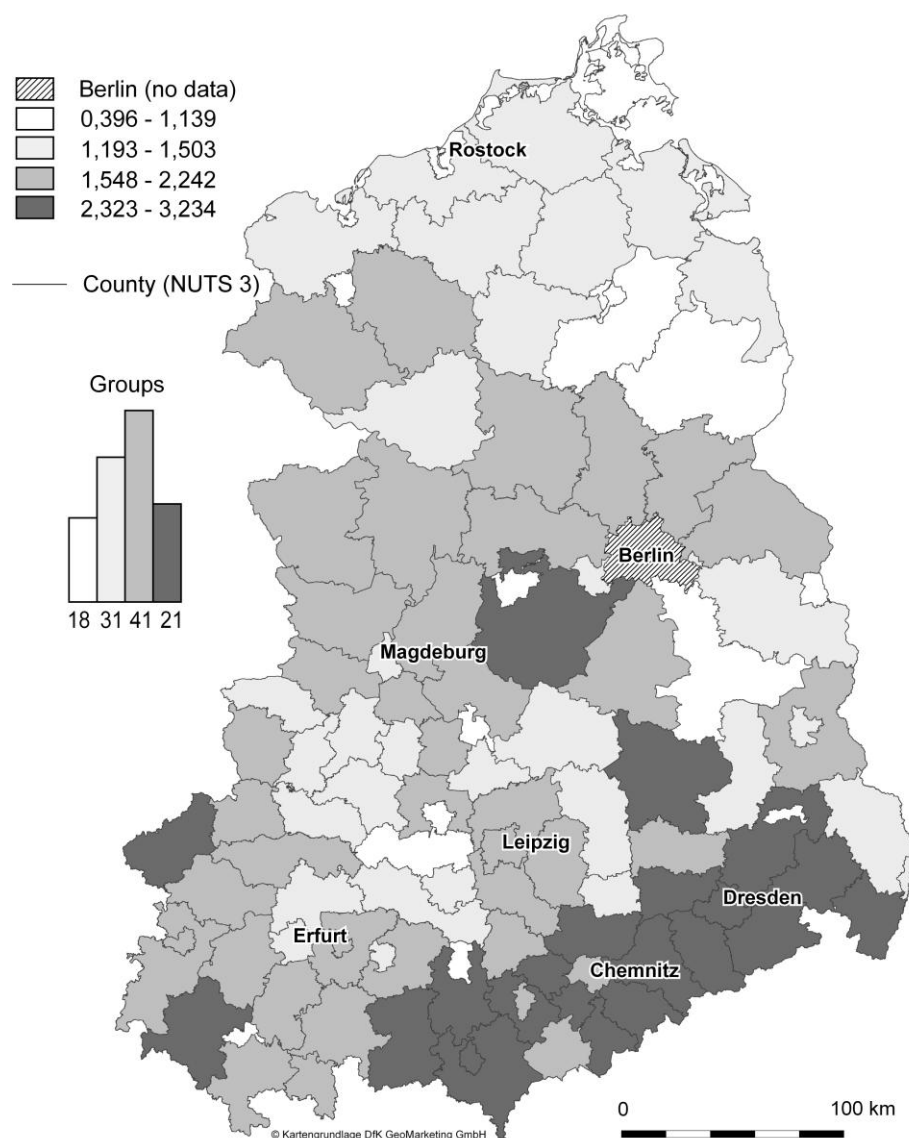 Berlin (no data)
0,396 - 1,139
1,193 - 1,503
1,548 - 2,242
2,323 - 3,234
County (NUTS 3)
Groups
18 31 41 21
Rostock
Berlin
Magdeburg
Leipzig
Dresden
Erfurt
Chemnitz
0 100 km
© Kartengrundlage DfK GeoMarketing GmbH